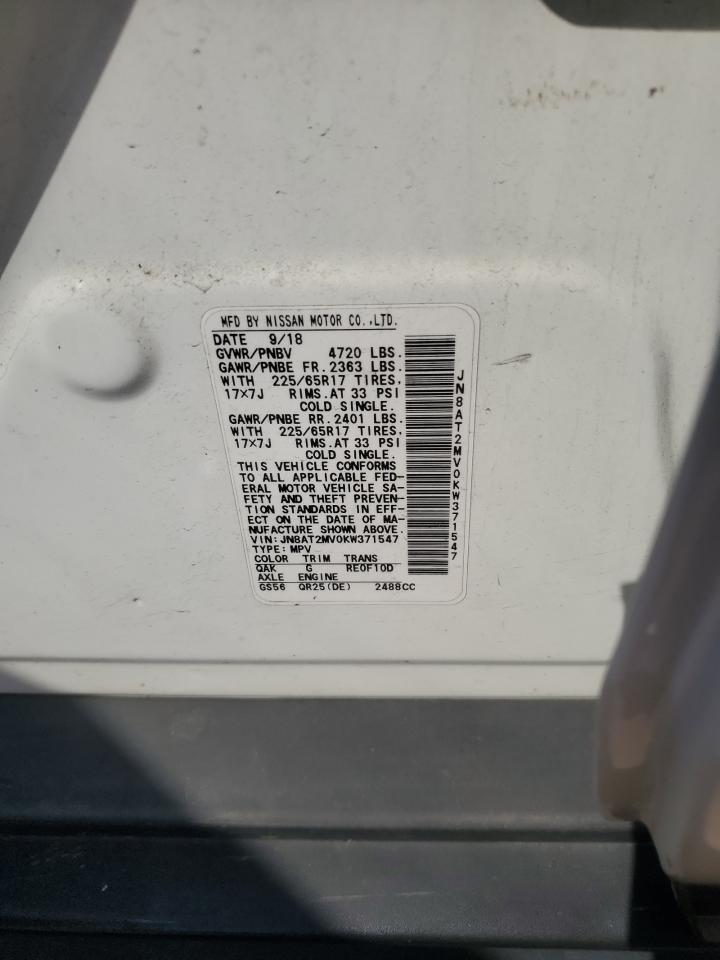 MFD BY NISSAN MOTOR CO.,LTD.
DATE 9/18
GVWR/PNBV 4720 LBS.
GAWR/PNBE FR. 2363 LBS.
WITH 225/65R17 TIRES,
17×7J RIMS.AT 33 PSI
COLD SINGLE.
GAWR/PNBE RR. 2401 LBS.
WITH 225/65R17 TIRES,
17×7J RIMS.AT 33 PSI
COLD SINGLE.
THIS VEHICLE CONFORMS
TO ALL APPLICABLE FED-
ERAL MOTOR VEHICLE SA-
FETY AND THEFT PREVEN-
TION STANDARDS IN EFF-
ECT ON THE DATE OF MA-
NUFACTURE SHOWN ABOVE.
VIN: JN8AT2MV0KW371547
TYPE: MPV
COLOR TRIM TRANS
QAK G RE0F10D
AXLE ENGINE
GS56 QR25(DE) 2488CC
JN8AT2MV0KW371547